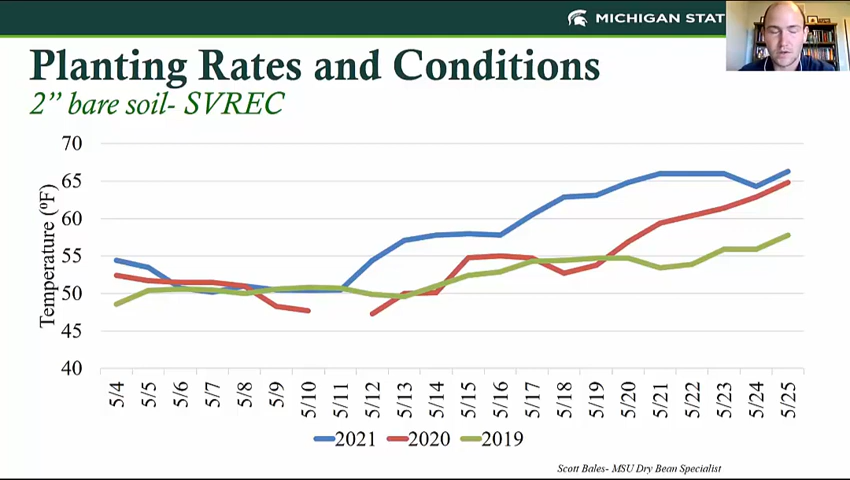 MICHIGAN STAT
Planting Rates and Conditions
2” bare soil- SVREC
70
65
60
55
50
45
40
Temperature (ºF)
5/4 5/5 5/6 5/7 5/8 5/9 5/10 5/11 5/12 5/13 5/14 5/15 5/16 5/17 5/18 5/19 5/20 5/21 5/22 5/23 5/24 5/25
2021 2020 2019
Scott Bales- MSU Dry Bean Specialist